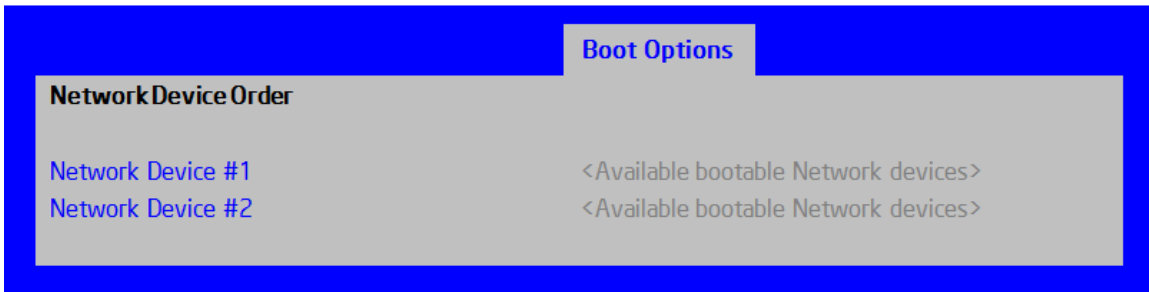 Boot Options
Network Device Order
Network Device #1 <Available bootable Network devices>
Network Device #2 <Available bootable Network devices>